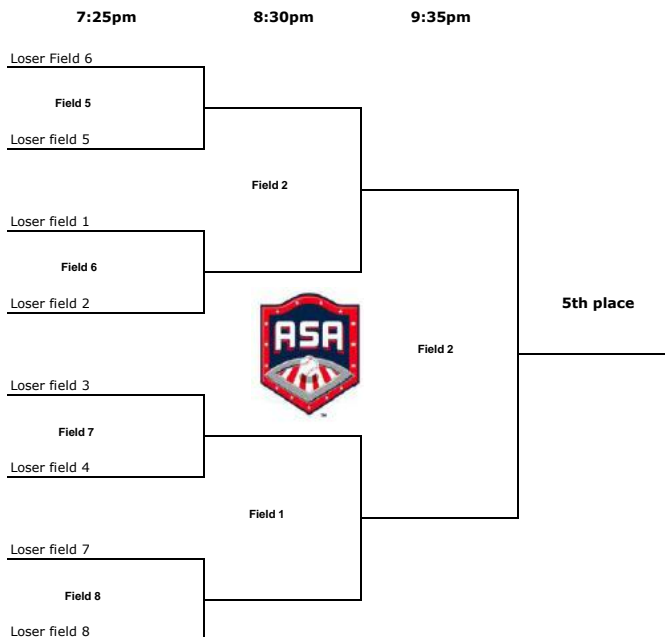 7:25pm 8:30pm 9:35pm
Loser Field 6
Field 5
Loser field 5
Field 2
Loser field 1
Field 6
Loser field 2
5th place
ASA
Field 2
Loser field 3
Field 7
Loser field 4
Field 1
Loser field 7
Field 8
Loser field 8